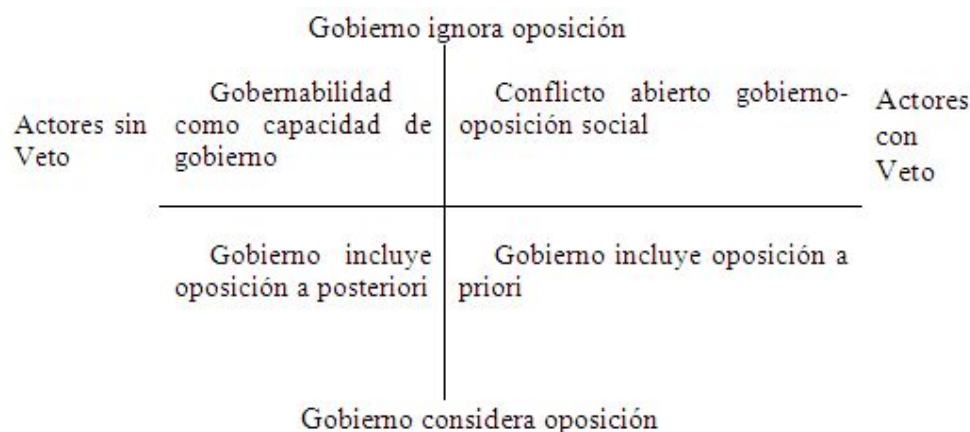 Gobierno ignora oposición
Actores sin
Veto
Gobernabilidad
como capacidad de
gobierno
Conflicto abierto gobierno-
oposición social
Actores
con
Veto
Gobierno incluye
oposición a posteriori
Gobierno incluye oposición a
priori
Gobierno considera oposición